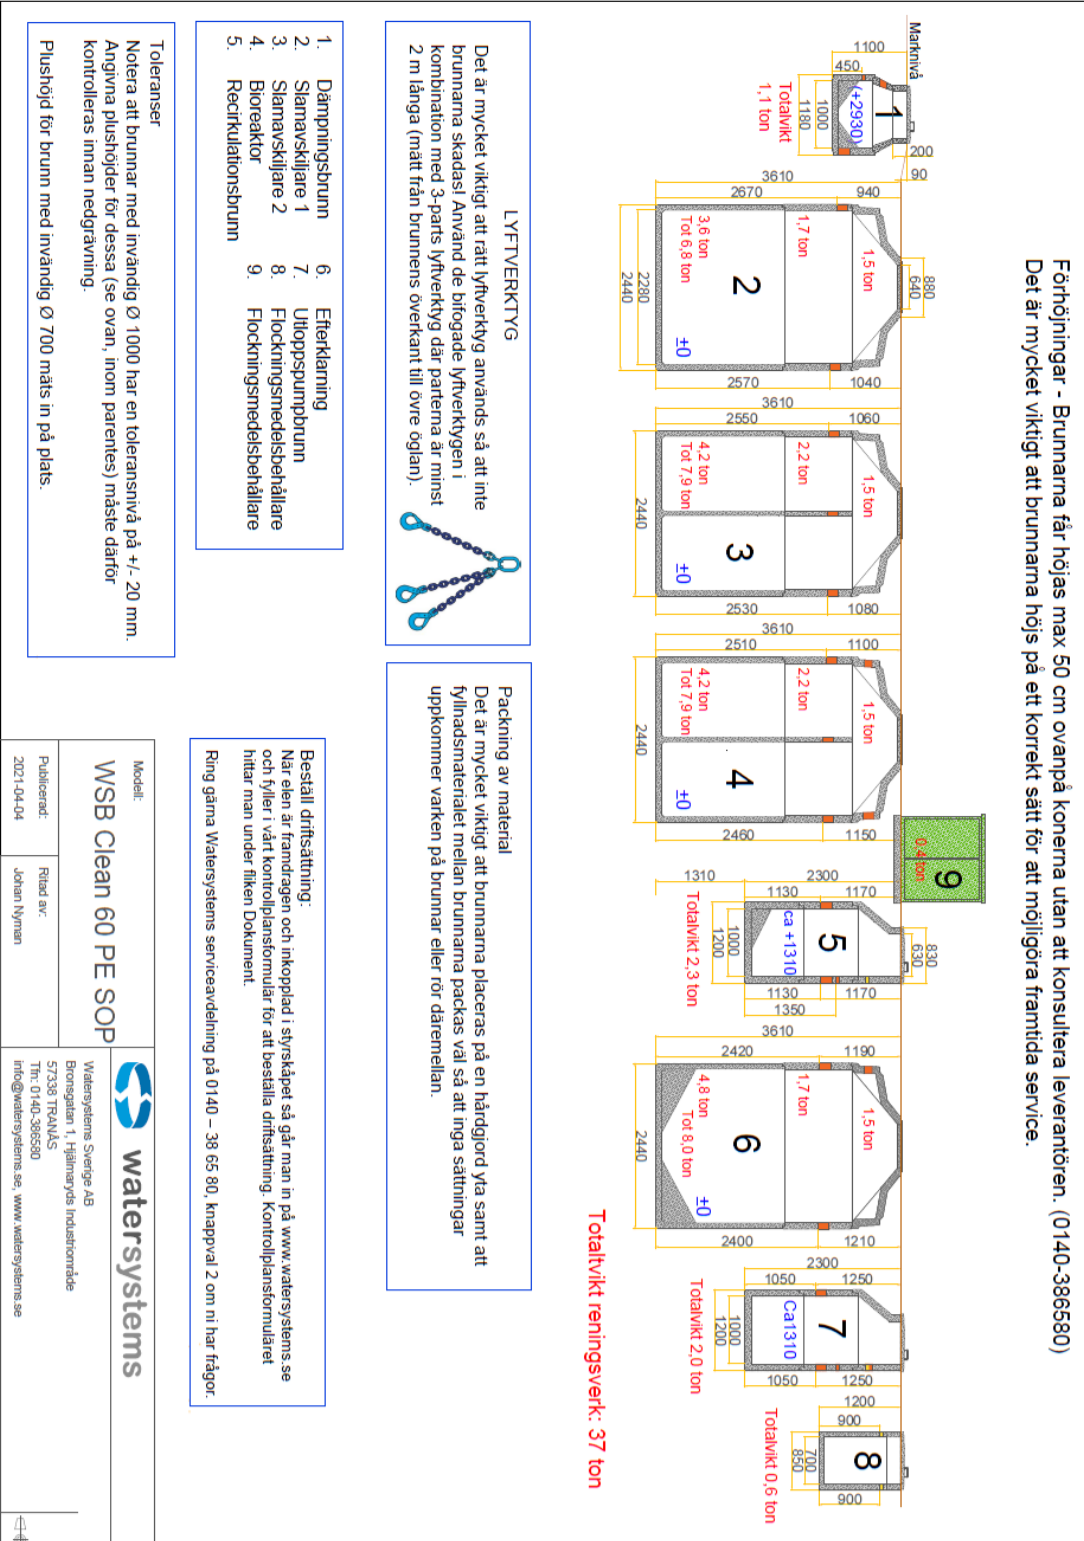 Förhöjningar - Brunnarna får höjas max 50 cm ovanpå konerna utan att konsultera leverantören. (0140-386580)
Det är mycket viktigt att brunnarna höjs på ett korrekt sätt för att möjligöra framtida service.
Marknivå
1100
450
1
(+2930)
1000
1180
Totalvikt
1,1 ton
200
90
3610
2670
940
880
640
1,5 ton
1,7 ton
2
3,6 ton
Tot 6,8 ton
±0
2280
2440
2440
2570
1040
3610
2550
1060
1,5 ton
2,2 ton
3
4,2 ton
Tot 7,9 ton
±0
2440
2530
1080
3610
2510
1100
1,5 ton
2,2 ton
4
4,2 ton
Tot 7,9 ton
±0
2440
2460
1150
9
0,4 ton
1310
2300
1130
1170
830
630
5
ca +1310
1000
1200
Totalvikt 2,3 ton
1130
1170
1350
3610
2420
1190
1,5 ton
1,7 ton
6
4,8 ton
Tot 8,0 ton
±0
2440
2400
1210
2300
1050
1250
7
Ca1310
1000
1200
Totalvikt 2,0 ton
1050
1250
1200
900
8
700
850
Totalvikt 0,6 ton
900
Totaltvikt reningsverk: 37 ton
LYFTVERKTYG
Det är mycket viktigt att rätt lyftverktyg används så att inte
brunnarna skadas! Använd de bifogade lyftverktygen i
kombination med 3-parts lyftverktyg där parterna är minst
2 m långa (mätt från brunnens överkant till övre öglan).
Packning av material
Det är mycket viktigt att brunnarna placeras på en hårdgjord yta samt att
fyllnadsmaterialet mellan brunnarna packas väl så att inga sättningar
uppkommer varken på brunnar eller rör däremellan.
1. Dämpningsbrunn
2. Slamavskiljare 1
3. Slamavskiljare 2
4. Bioreaktor
5. Recirkulationsbrunn
6. Efterklarning
7. Utloppspumpbrunn
8. Flockningsmedelsbehållare
9. Flockningsmedelsbehållare
Beställ driftsättning:
När elen är framdragen och inkopplad i styrskåpet så går man in på www.watersystems.se
och fyller i vårt kontrollplansformulär för att beställa driftsättning. Kontrollplansformuläret
hittar man under fliken Dokument.
Ring gärna Watersystems serviceavdelning på 0140 – 38 65 80, knappval 2 om ni har frågor.
Toleranser
Notera att brunnar med invändig Ø 1000 har en toleransnivå på +/- 20 mm.
Angivna plushöjder för dessa (se ovan, inom parentes) måste därför
kontrolleras innan nedgrävning.
Plushöjd för brunn med invändig Ø 700 mäts in på plats.
Modell:
WSB Clean 60 PE SOP
Publicerad:
2021-04-04
Ritad av:
Johan Nyman
watersystems
Watersystems Sverige AB
Bronsgatan 1, Hjälmaryds Industriområde
57338 TRANÅS
Tfn: 0140-386580
info@watersystems.se, www.watersystems.se